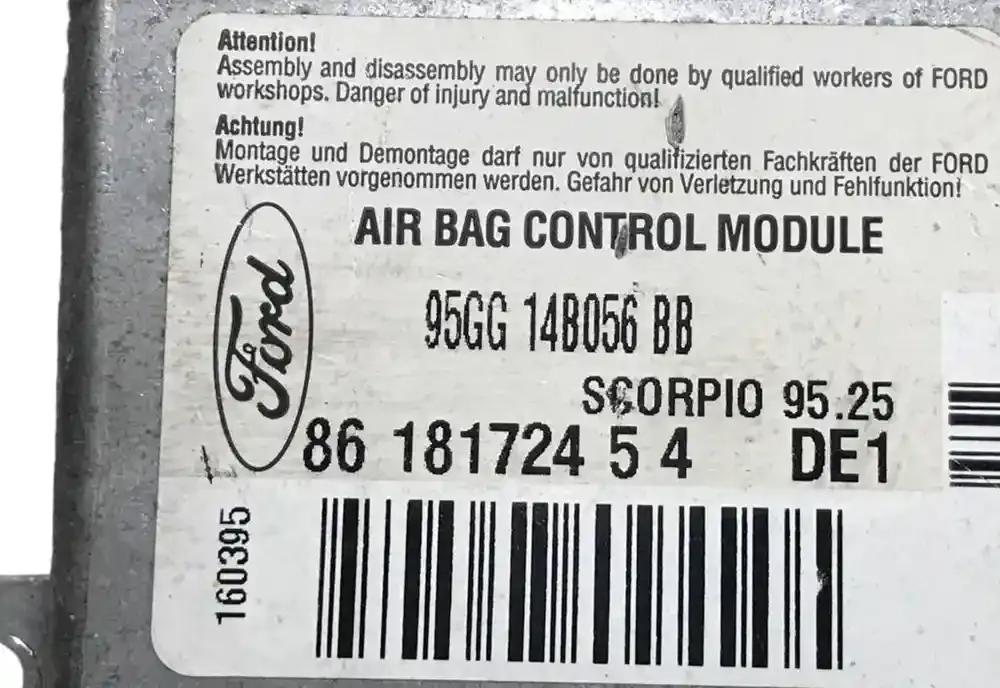 Attention!
Assembly and disassembly may only be done by qualified workers of FORD
workshops. Danger of injury and malfunction!
Achtung!
Montage und Demontage darf nur von qualifizierten Fachkräften der FORD
Werkstätten vorgenommen werden. Gefahr von Verletzung und Fehlfunktion!
AIR BAG CONTROL MODULE
Ford
95GG 14B056 BB
SCORPIO 95.25
86 181724 5 4 DE1
160395